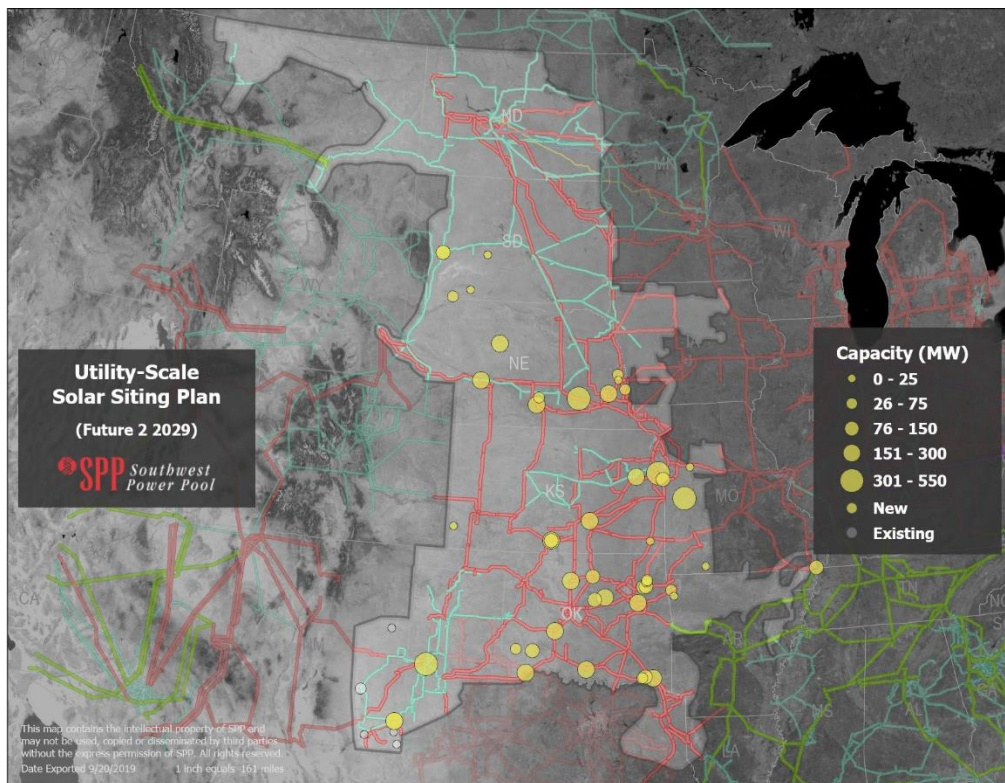 ND
MN
SD
WI
WY
IA
NE
Utility-Scale
Solar Siting Plan
(Future 2 2029)
SPP Southwest
Power Pool
Capacity (MW)
0 - 25
26 - 75
76 - 150
151 - 300
301 - 550
New
Existing
KS
MO
CA
OK
AR
NM
TN
MS
AL
LA
This map contains the intellectual property of SPP and
may not be used, copied or disseminated by third parties
without the express permission of SPP. All rights reserved.
Date Exported 9/20/2019 1 inch equals 161 miles